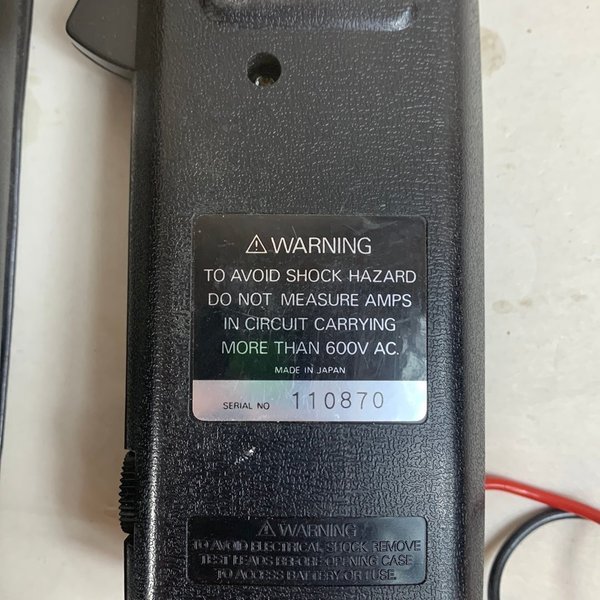 ⚠ WARNING
TO AVOID SHOCK HAZARD
DO NOT MEASURE AMPS
IN CIRCUIT CARRYING
MORE THAN 600V AC.
MADE IN JAPAN
SERIAL NO 110870
⚠ WARNING
TO AVOID ELECTRICAL SHOCK REMOVE
TEST LEADS BEFORE OPENING CASE
TO ACCESS BATTERY OR FUSE.